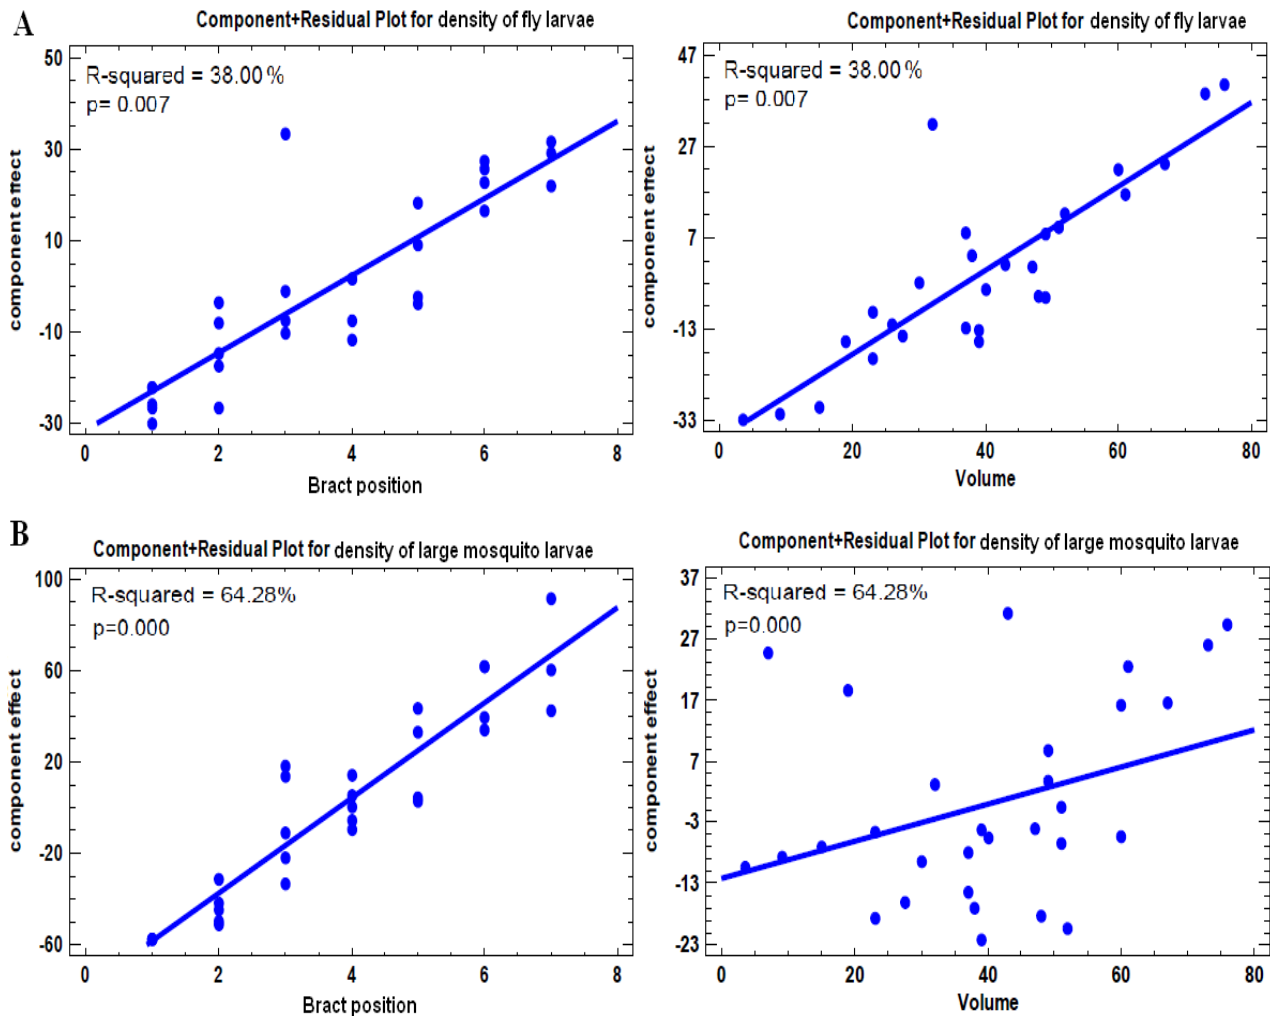 A
Component+Residual Plot for density of fly larvae
R-squared = 38.00%
p= 0.007
component effect
50
30
10
-10
-30
0 2 4 6 8
Bract position
Component+Residual Plot for density of fly larvae
R-squared = 38.00%
p= 0.007
component effect
47
27
7
-13
-33
0 20 40 60 80
Volume
B
Component+Residual Plot for density of large mosquito larvae
R-squared = 64.28%
p=0.000
component effect
100
60
20
-20
-60
0 2 4 6 8
Bract position
Component+Residual Plot for density of large mosquito larvae
R-squared = 64.28%
p=0.000
component effect
37
27
17
7
-3
-13
-23
0 20 40 60 80
Volume